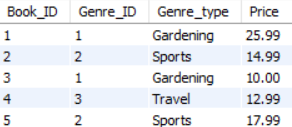 Book_ID Genre_ID Genre_type Price
1 1 Gardening 25.99
2 2 Sports 14.99
3 1 Gardening 10.00
4 3 Travel 12.99
5 2 Sports 17.99